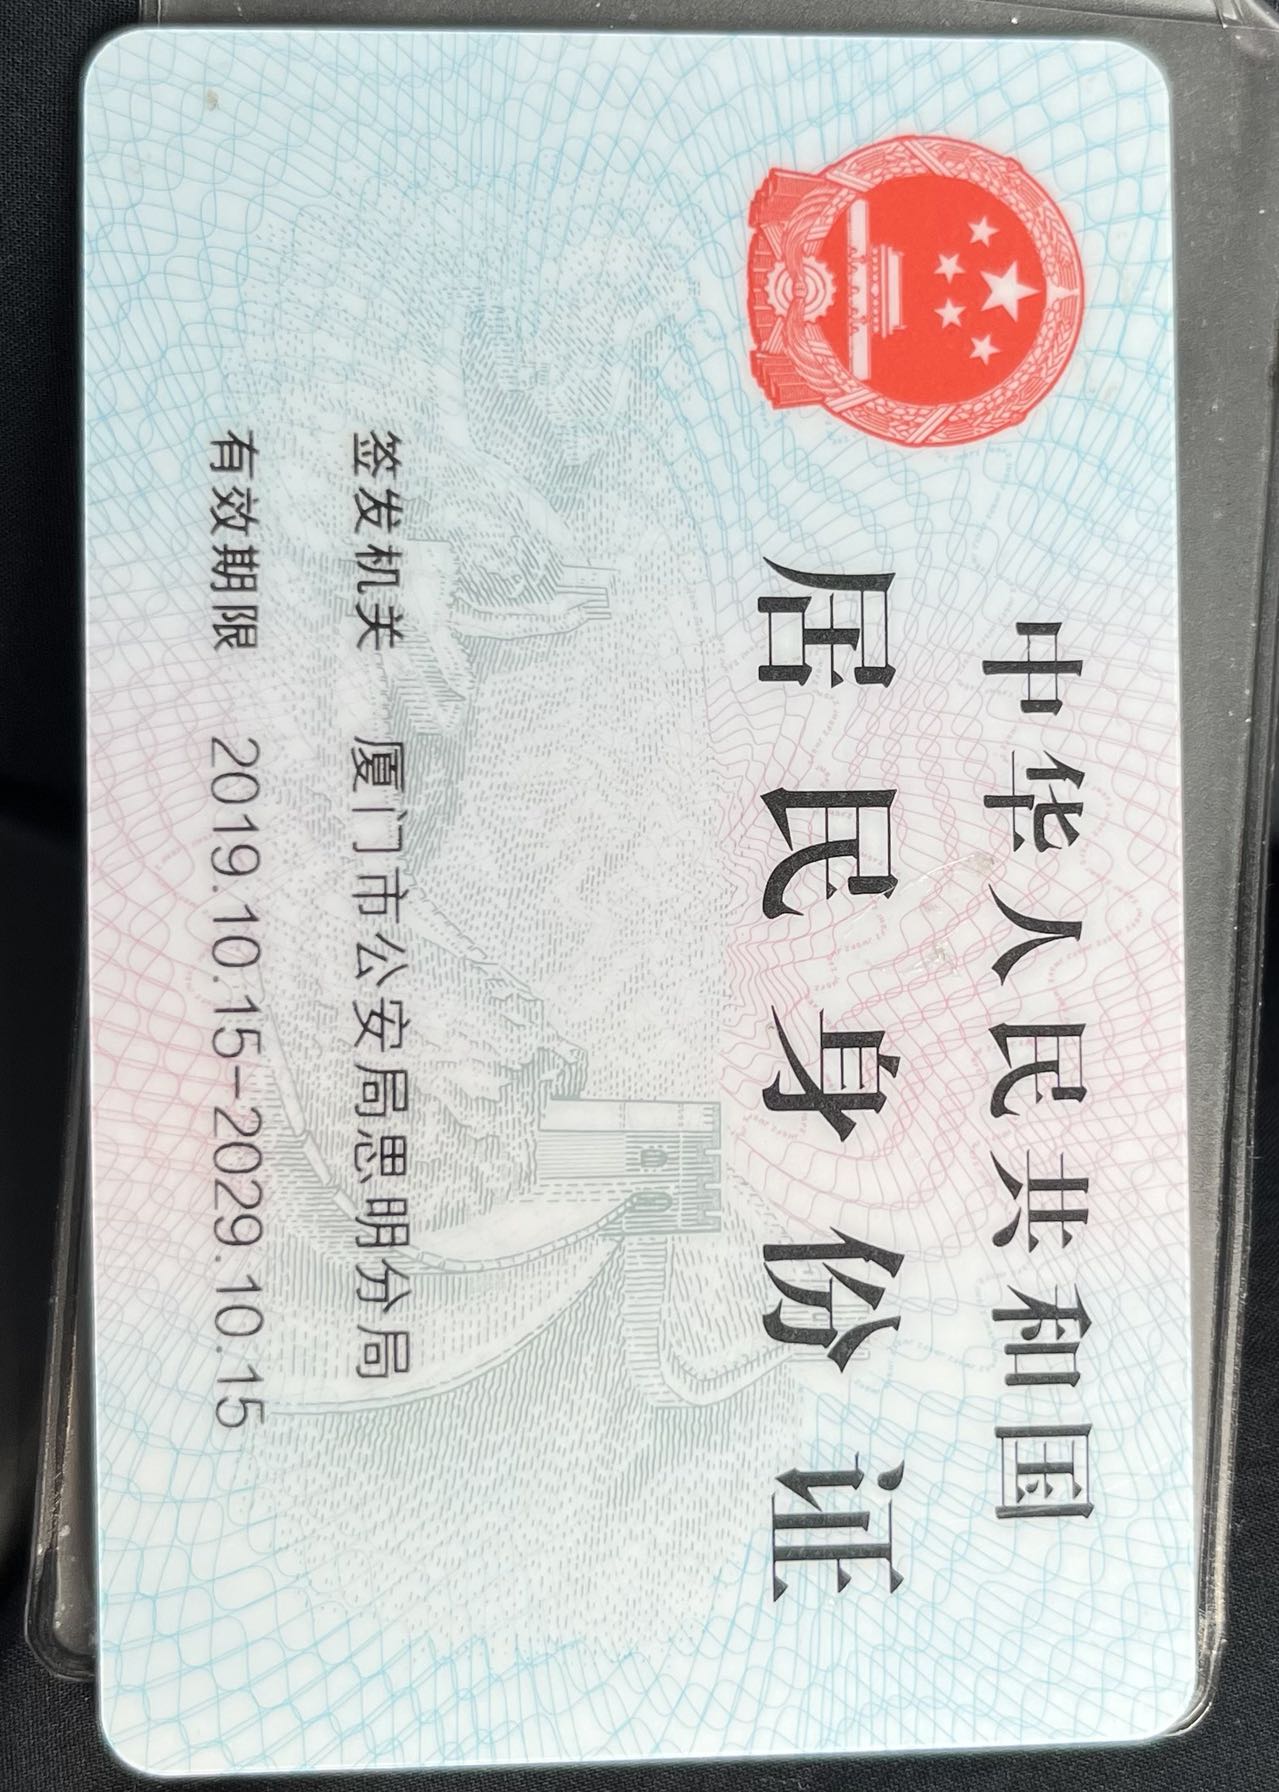 中华人民共和国
居民身份证
签发机关 厦门市公安局思明分局
有效期限 2019.10.15-2029.10.15